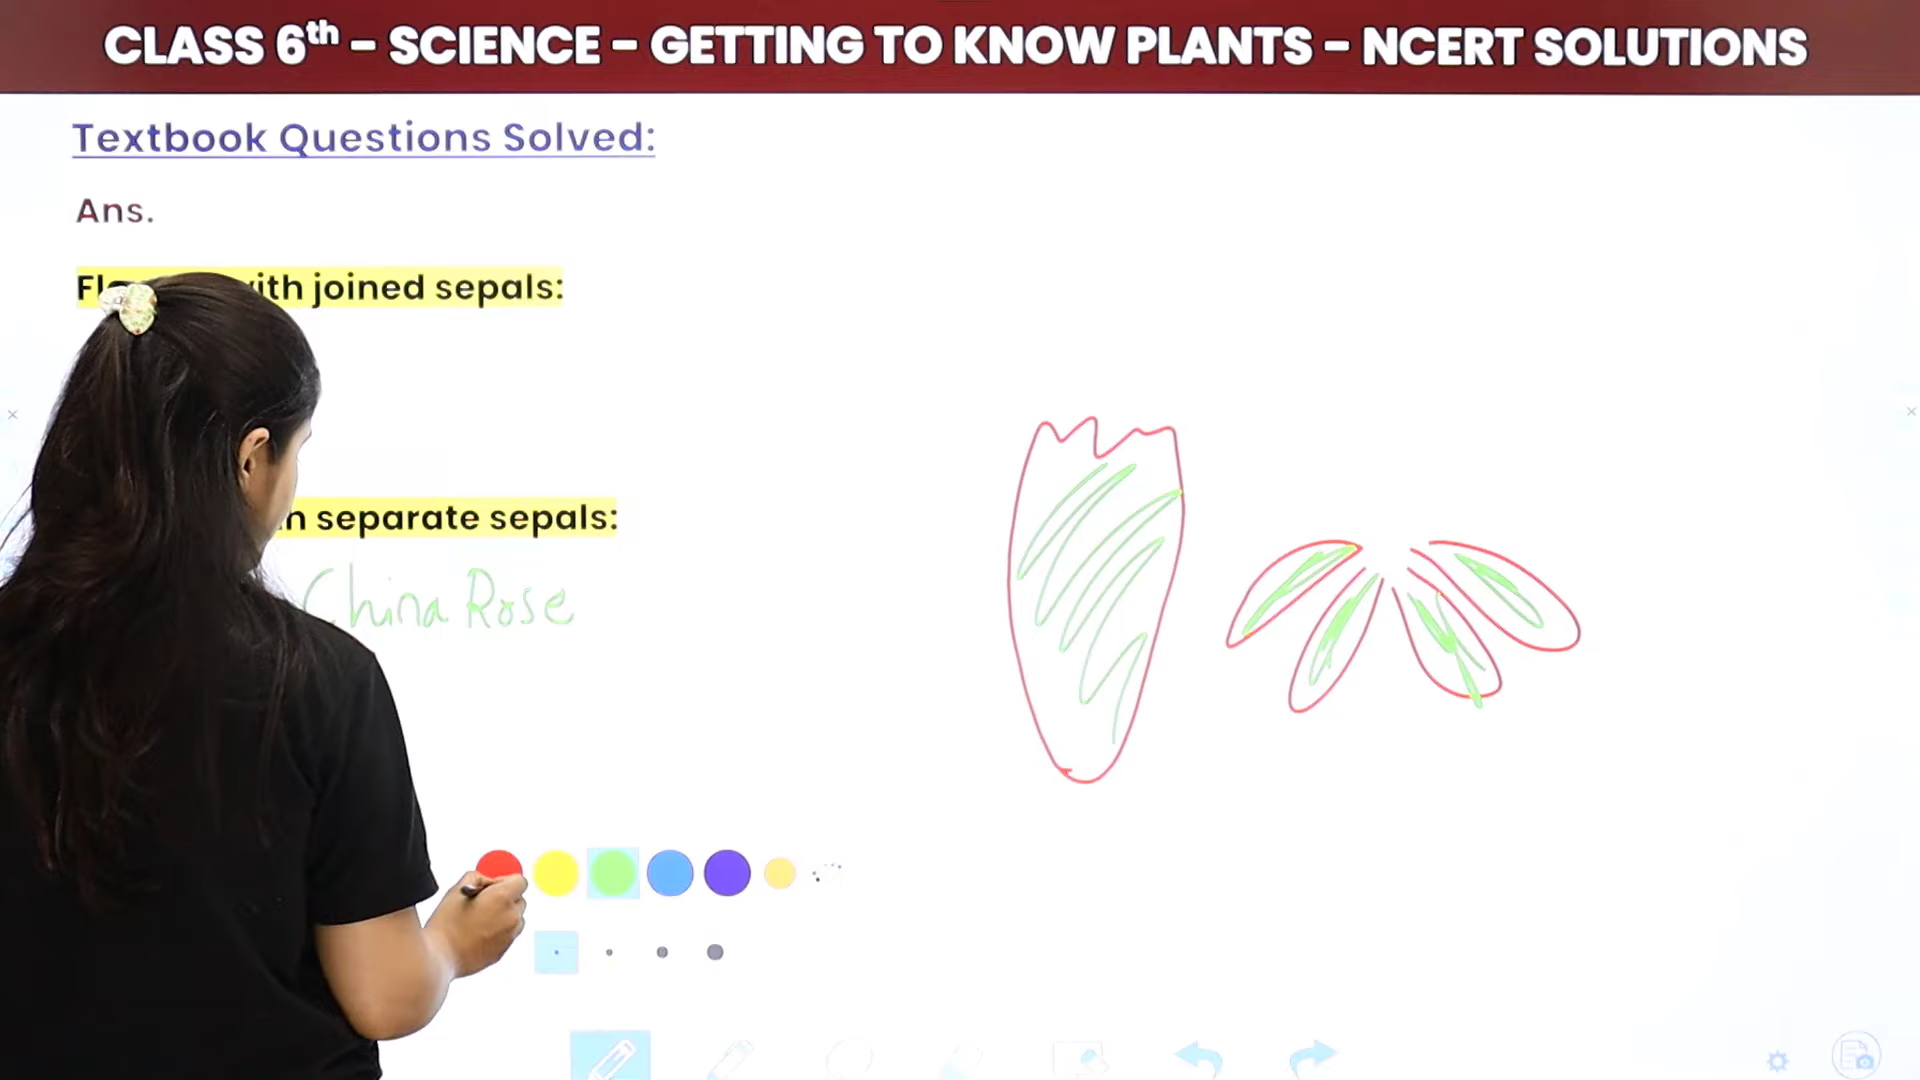 CLASS 6th - SCIENCE - GETTING TO KNOW PLANTS - NCERT SOLUTIONS
Textbook Questions Solved:
Ans.
with joined sepals:
separate sepals:
China Rose